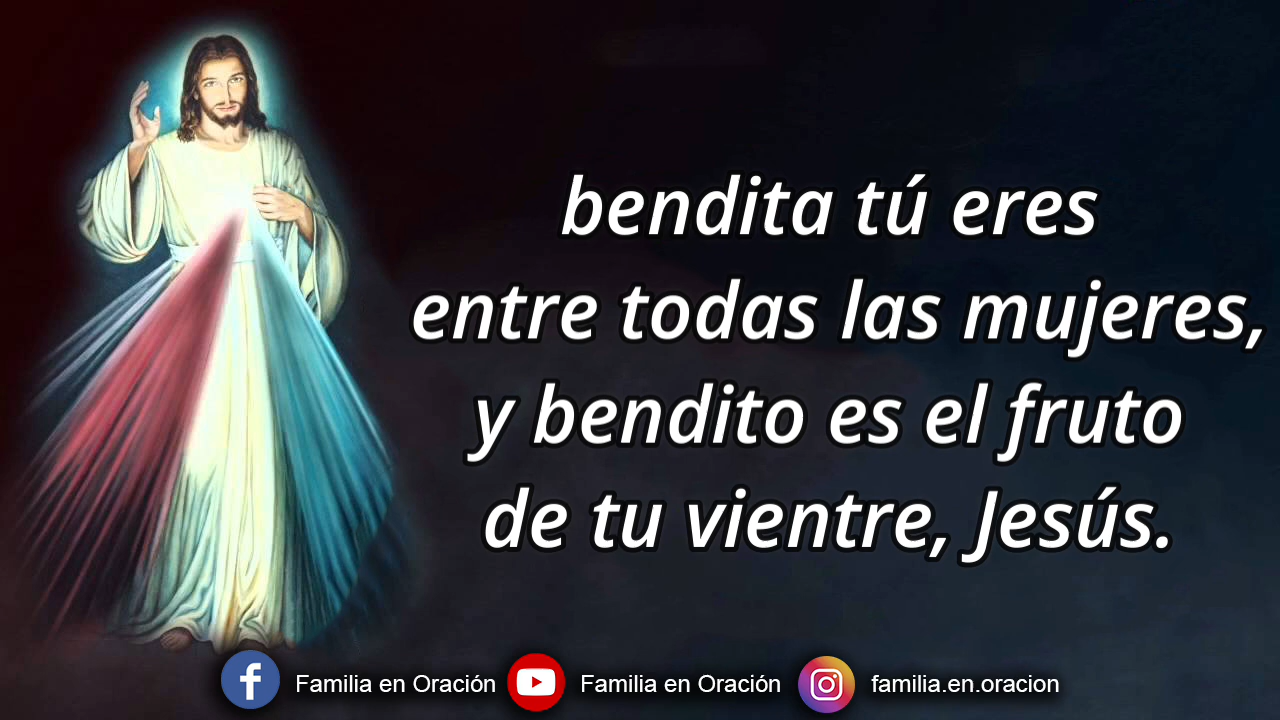 bendita tú eres
entre todas las mujeres,
y bendito es el fruto
de tu vientre, Jesús.
Familia en Oración Familia en Oración familia.en.oracion